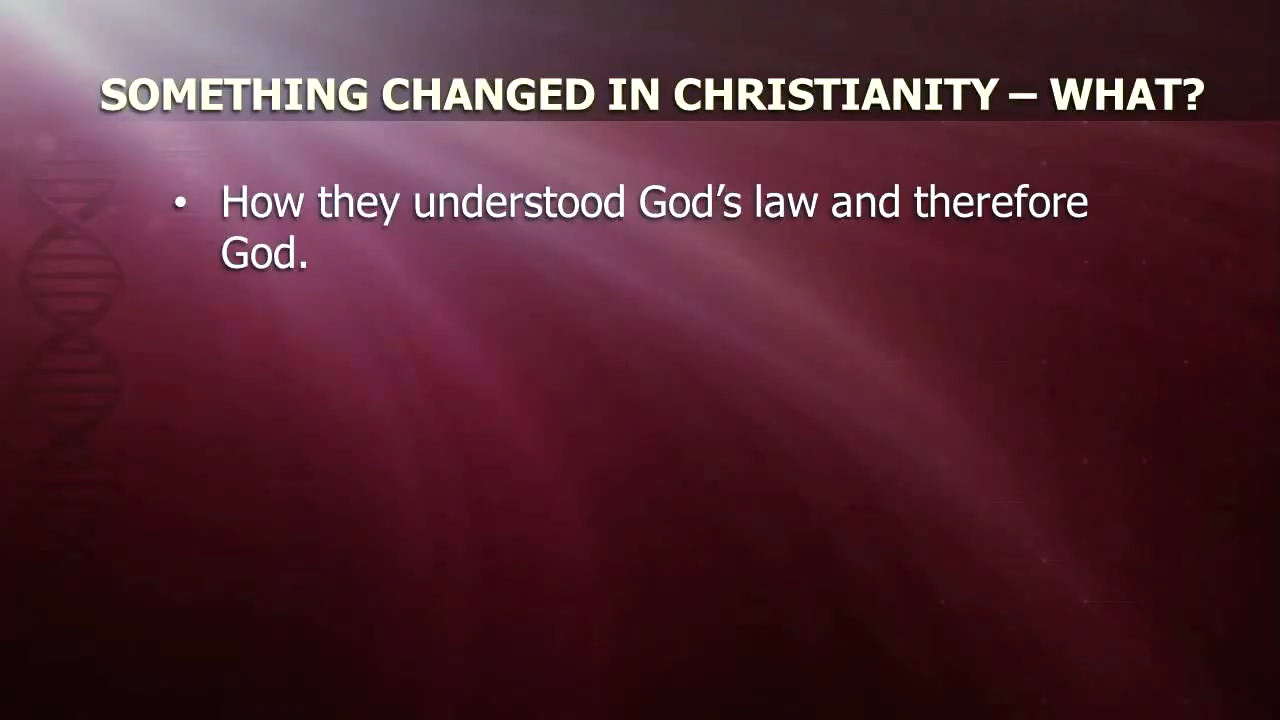 SOMETHING CHANGED IN CHRISTIANITY – WHAT?
• How they understood God’s law and therefore
God.